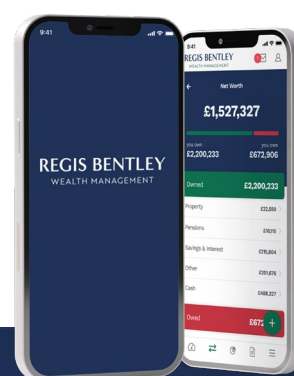 9:41
REGIS BENTLEY
WEALTH MANAGEMENT
9:41
REGIS BENTLEY
WEALTH MANAGEMENT
Net Worth
£1,527,327
you own
you owe
£2,200,233
£672,906
Owned £2,200,233
Property
Pensions
Savings & Interest
Other
Cash
Owed